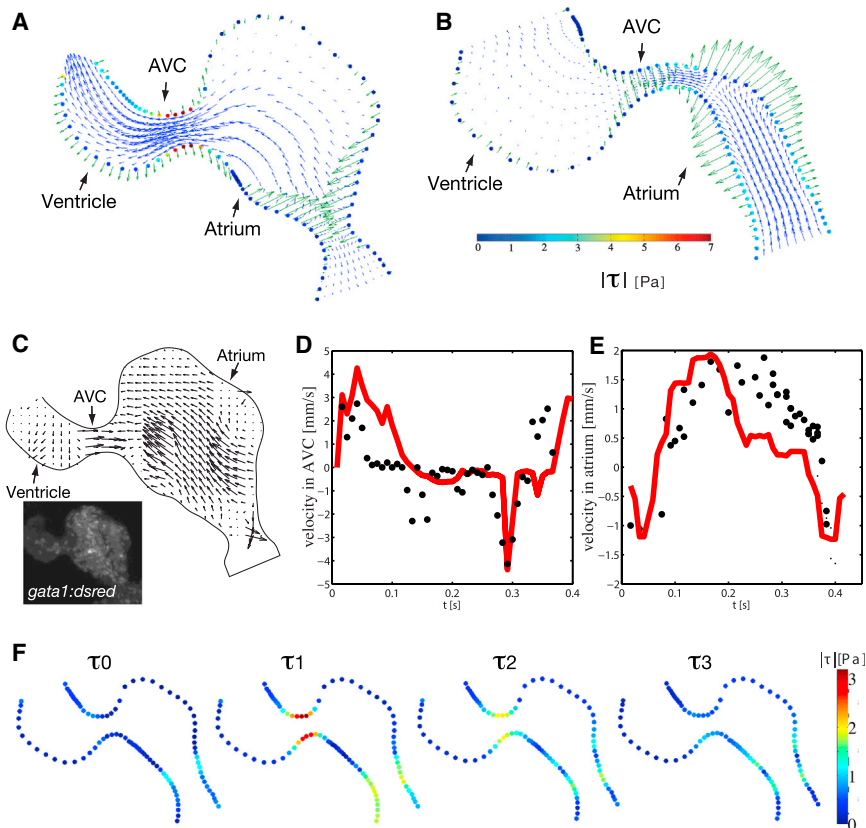 A
AVC
Ventricle
Atrium
B
AVC
Ventricle
Atrium
0 1 2 3 4 5 6 7
|τ| [Pa]
C
Atrium
AVC
Ventricle
gata1:dsred
D
velocity in AVC [mm/s]
5
4
3
2
1
0
−1
−2
−3
−4
−5
0 0.1 0.2 0.3 0.4
t [s]
E
velocity in atrium [mm/s]
2
1.5
1
0.5
0
−0.5
−1
−1.5
−2
0 0.1 0.2 0.3 0.4
t [s]
F
τ0
τ1
τ2
τ3
|τ| [Pa]
3
2
1
0